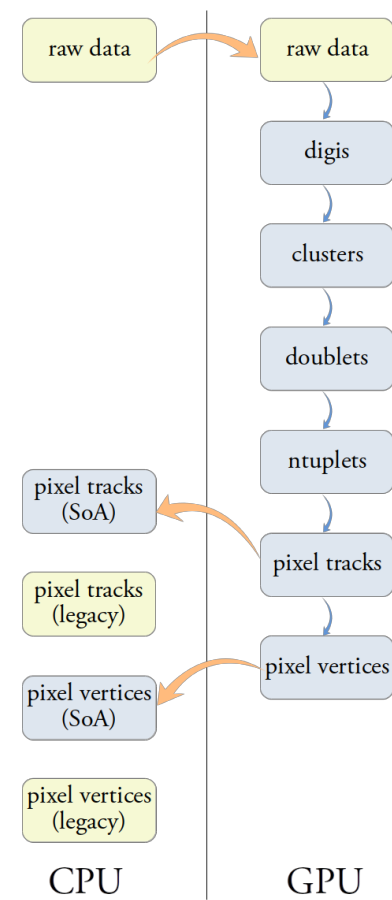 raw data
raw data
digis
clusters
doublets
ntuplets
pixel tracks
(SoA)
pixel tracks
pixel tracks
(legacy)
pixel vertices
pixel vertices
(SoA)
pixel vertices
(legacy)
CPU
GPU